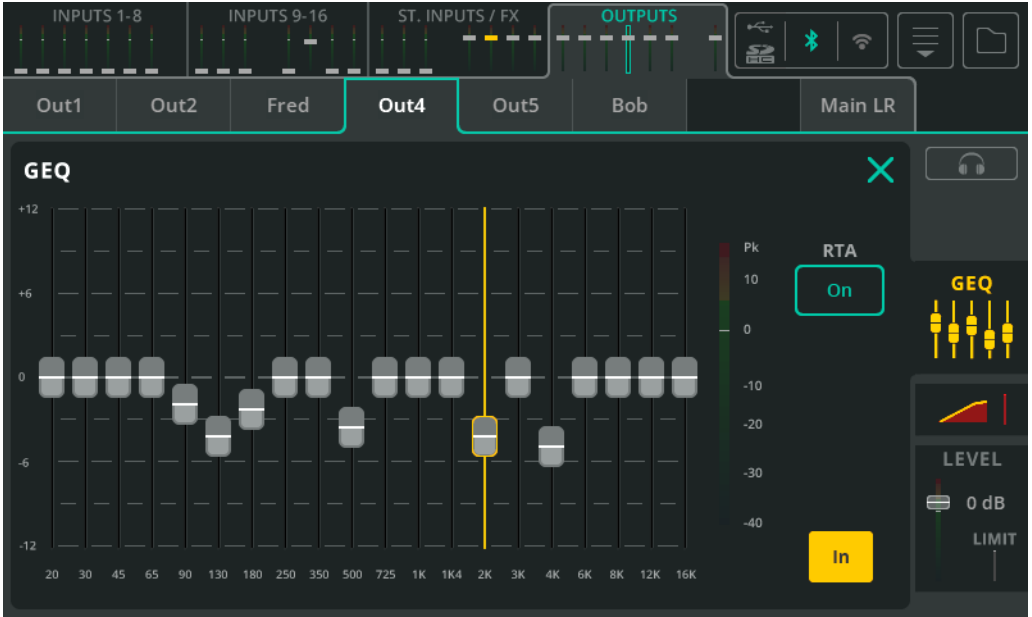 INPUTS 1-8
INPUTS 9-16
ST. INPUTS / FX
OUTPUTS
SD
HC
Out1
Out2
Fred
Out4
Out5
Bob
Main LR
GEQ
+12
+6
0
-6
-12
20 30 45 65 90 130 180 250 350 500 725 1K 1K4 2K 3K 4K 6K 8K 12K 16K
Pk
10
0
-10
-20
-30
-40
RTA
On
In
GEQ
LEVEL
0 dB
LIMIT